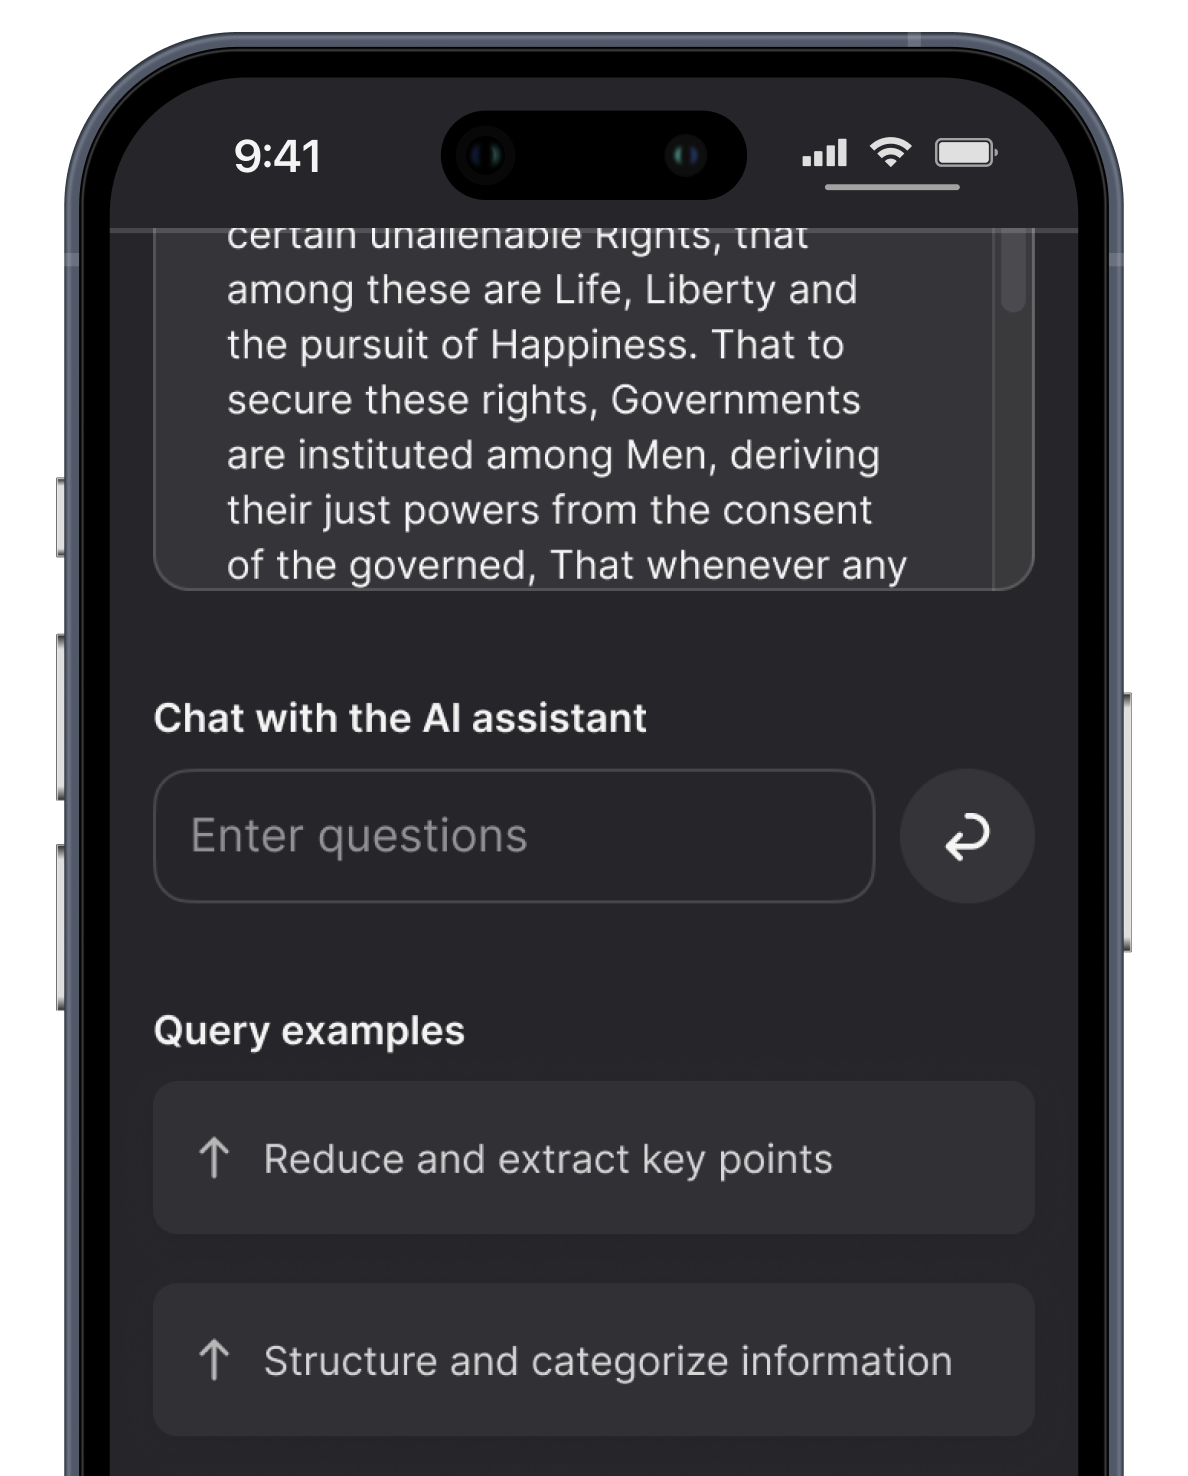 9:41
certain unalienable Rights, that
among these are Life, Liberty and
the pursuit of Happiness. That to
secure these rights, Governments
are instituted among Men, deriving
their just powers from the consent
of the governed, That whenever any
Chat with the AI assistant
Enter questions
Query examples
Reduce and extract key points
Structure and categorize information